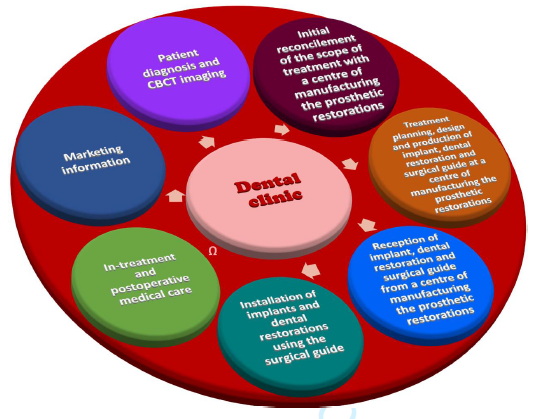 Patient
diagnosis and
CBCT imaging
Initial
reconcilement
of the scope of
treatment with
a centre of
manufacturing
the prosthetic
restorations
Treatment
planning, design
and production of
implant, dental
restoration and
surgical guide at a
centre of
manufacturing the
prosthetic
restorations
Reception of
implant, dental
restoration and
surgical guide
from a centre of
manufacturing
the prosthetic
restorations
Installation of
implants and
dental
restorations
using the
surgical guide
In-treatment
and
postoperative
medical care
Marketing
information
Dental
clinic
Ω